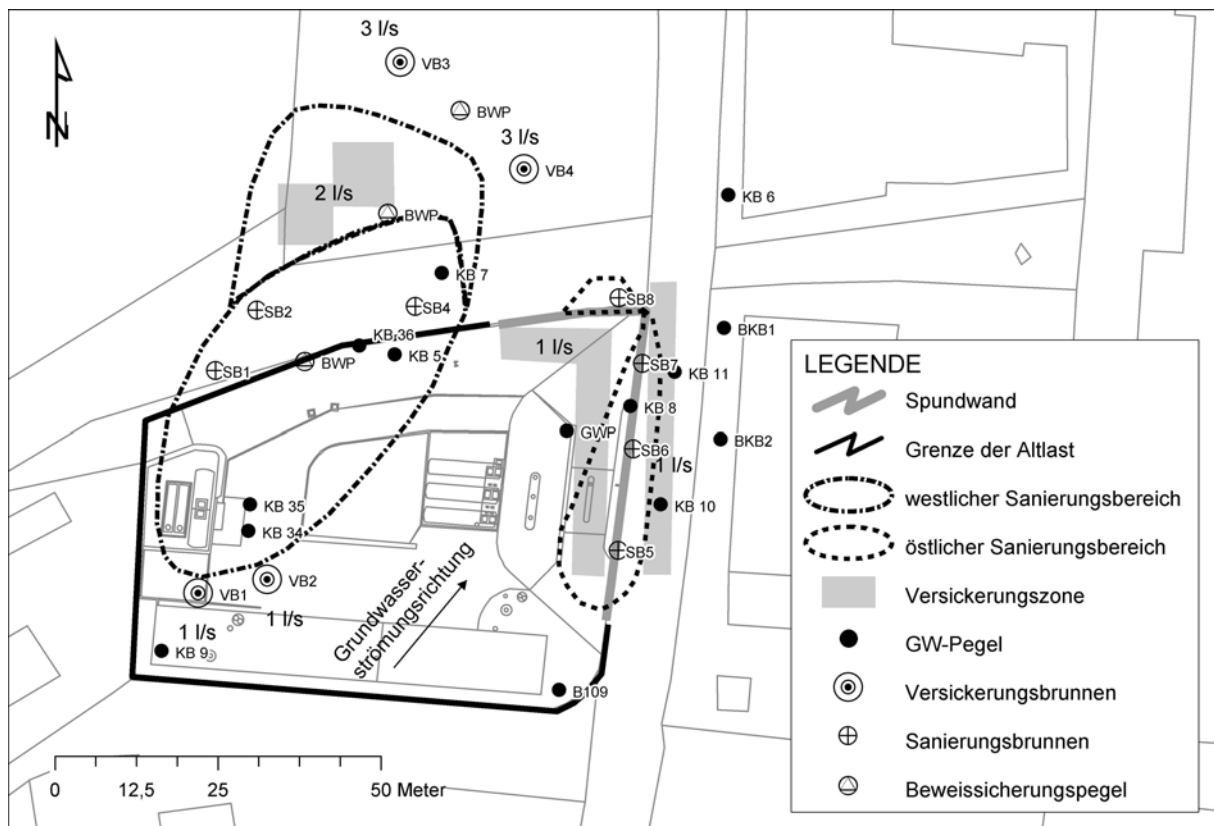 3 l/s
VB3
N
BWP
3 l/s
VB4
2 l/s
KB 6
BWP
KB 7
SB2
SB4
SB8
KB 36
BKB1
1 l/s
SB1
BWP
KB 5
SB7
KB 11
KB 8
GWP
BKB2
SB6
1 l/s
KB 35
KB 10
KB 34
SB5
VB2
VB1
1 l/s
1 l/s
KB 9
Grundwasser-
strömungsrichtung
B109
0 12,5 25 50 Meter
LEGENDE
Spundwand
Grenze der Altlast
westlicher Sanierungsbereich
östlicher Sanierungsbereich
Versickerungszone
GW-Pegel
Versickerungsbrunnen
Sanierungsbrunnen
Beweissicherungspegel